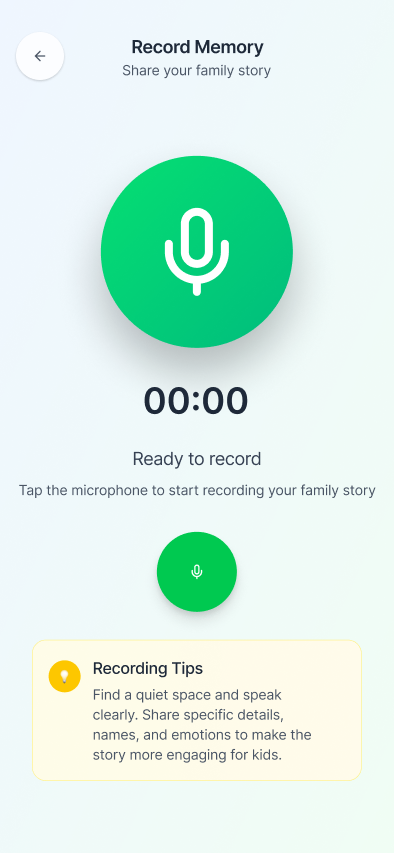 Record Memory
Share your family story
00:00
Ready to record
Tap the microphone to start recording your family story
Recording Tips
Find a quiet space and speak
clearly. Share specific details,
names, and emotions to make the
story more engaging for kids.